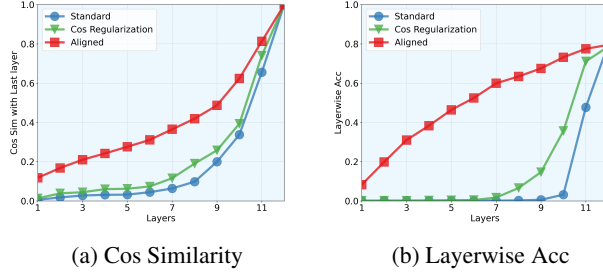 Standard
Cos Regularization
Aligned
Cos Sim with Last layer
1.0
0.8
0.6
0.4
0.2
0.0
1 3 5 7 9 11
Layers
(a) Cos Similarity
Standard
Cos Regularization
Aligned
Layerwise Acc
1.0
0.8
0.6
0.4
0.2
0.0
1 3 5 7 9 11
Layers
(b) Layerwise Acc